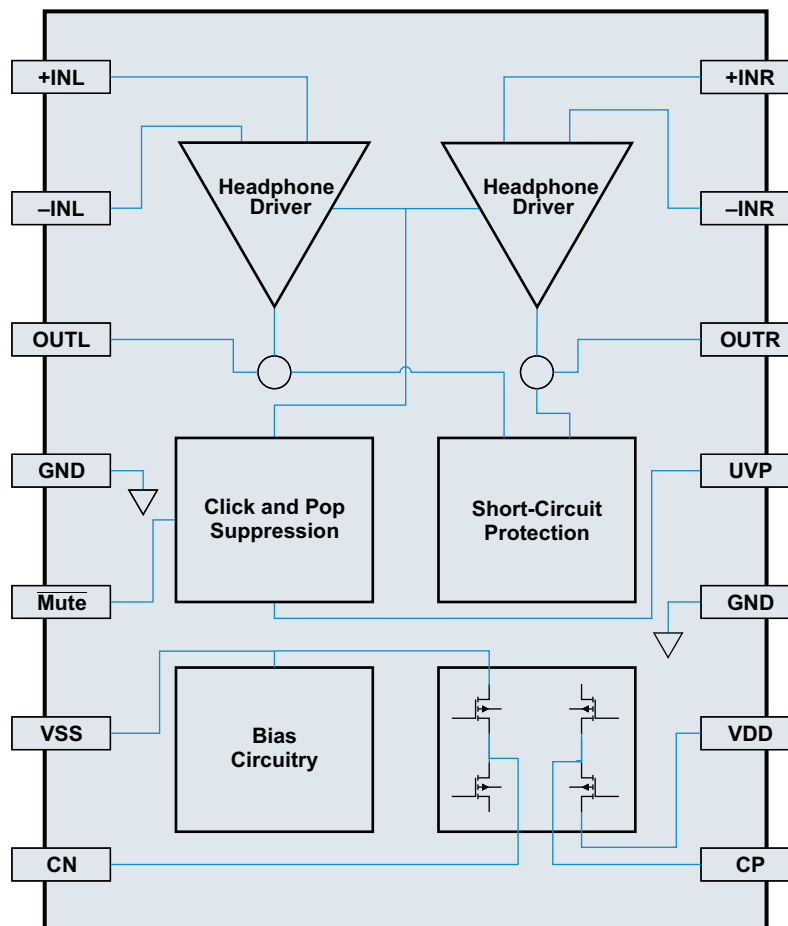 +INL
+INR
Headphone
Driver
Headphone
Driver
–INL
–INR
OUTL
OUTR
GND
UVP
Click and Pop
Suppression
Short-Circuit
Protection
Mute
GND
VSS
VDD
Bias
Circuitry
CN
CP